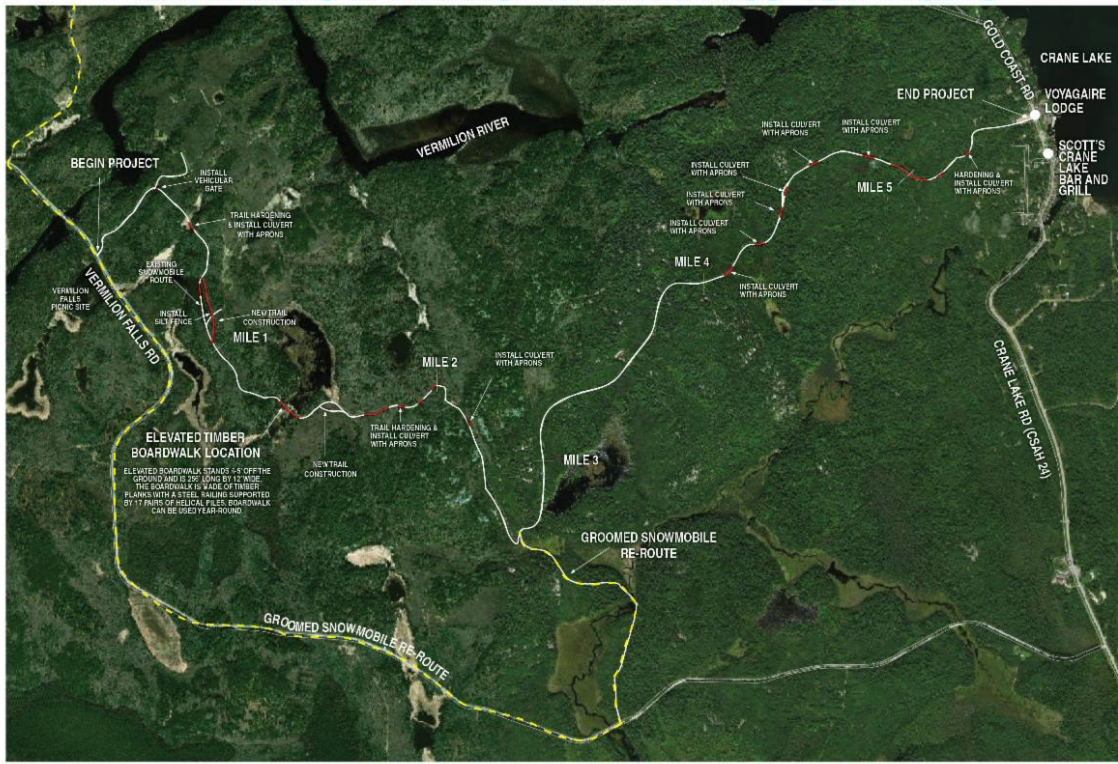 GOLD COAST RD
CRANE LAKE
END PROJECT
VOYAGAIRE
LODGE
SCOTT'S
CRANE
LAKE
BAR AND
GRILL
VERMILION RIVER
INSTALL CULVERT
WITH APRONS
INSTALL CULVERT
WITH APRONS
BEGIN PROJECT
INSTALL
VEHICULAR
GATE
INSTALL CULVERT
WITH APRONS
MILE 5
HARDENING &
INSTALL CULVERT
WITH APRONS
INSTALL CULVERT
WITH APRONS
TRAIL HARDENING
& INSTALL CULVERT
WITH APRONS
INSTALL CULVERT
WITH APRONS
MILE 4
EXISTING
SNOWMOBILE
ROUTE
INSTALL CULVERT
WITH APRONS
VERMILION
FALLS
PICNIC SITE
VERMILION FALLS RD
INSTALL
SILT FENCE
NEW TRAIL
CONSTRUCTION
MILE 1
MILE 2
INSTALL CULVERT
WITH APRONS
CRANE LAKE RD (CSAH 24)
TRAIL HARDENING &
INSTALL CULVERT
WITH APRONS
ELEVATED TIMBER
BOARDWALK LOCATION
ELEVATED BOARDWALK STANDS 4-5' OFF THE
GROUND AND IS 256' LONG BY 12' WIDE.
THE BOARDWALK IS MADE OF TIMBER
PLANKS WITH A STEEL RAILING SUPPORTED
BY 17 PAIRS OF HELICAL PILES. BOARDWALK
CAN BE USED YEAR-ROUND.
NEW TRAIL
CONSTRUCTION
MILE 3
GROOMED SNOWMOBILE
RE-ROUTE
GROOMED SNOWMOBILE RE-ROUTE